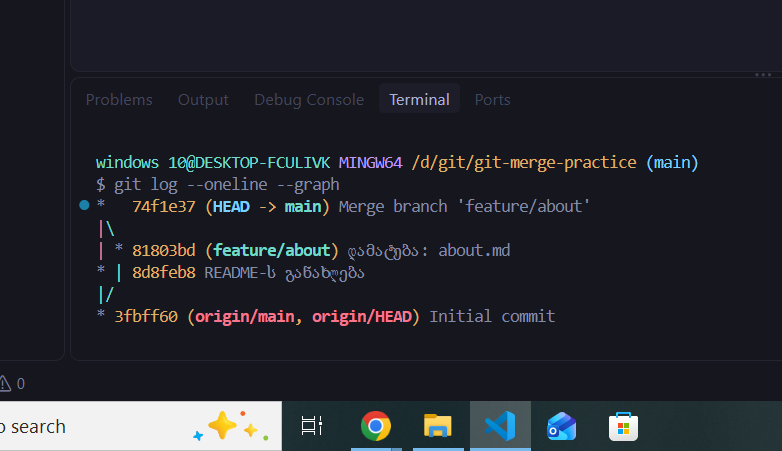 Problems Output Debug Console Terminal Ports
windows 10@DESKTOP-FCULIVK MINGW64 /d/git/git-merge-practice (main)
$ git log --oneline --graph
*   74f1e37 (HEAD -> main) Merge branch 'feature/about'
|\
| * 81803bd (feature/about) დამატება: about.md
* | 8d8feb8 README-ს განახლება
|/
* 3fbff60 (origin/main, origin/HEAD) Initial commit
0
search